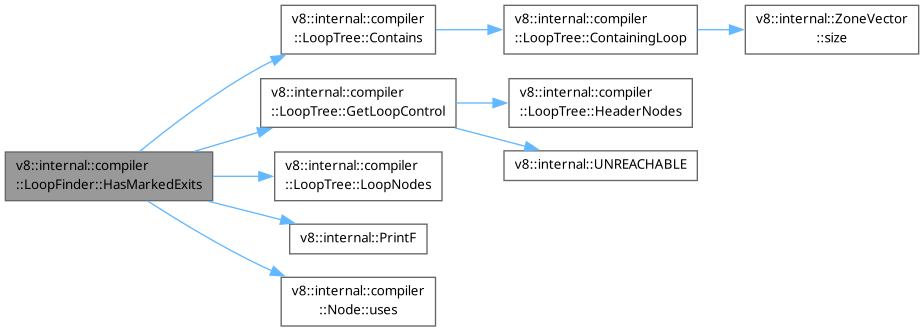 v8::internal::compiler
::LoopTree::Contains
v8::internal::compiler
::LoopTree::ContainingLoop
v8::internal::ZoneVector
::size
v8::internal::compiler
::LoopTree::GetLoopControl
v8::internal::compiler
::LoopTree::HeaderNodes
v8::internal::UNREACHABLE
v8::internal::compiler
::LoopFinder::HasMarkedExits
v8::internal::compiler
::LoopTree::LoopNodes
v8::internal::PrintF
v8::internal::compiler
::Node::uses